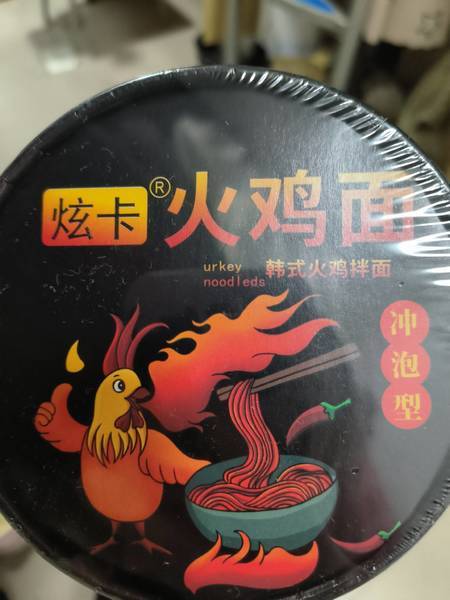 炫卡® 火鸡面
urkey
noodleds
韩式火鸡拌面
冲泡型